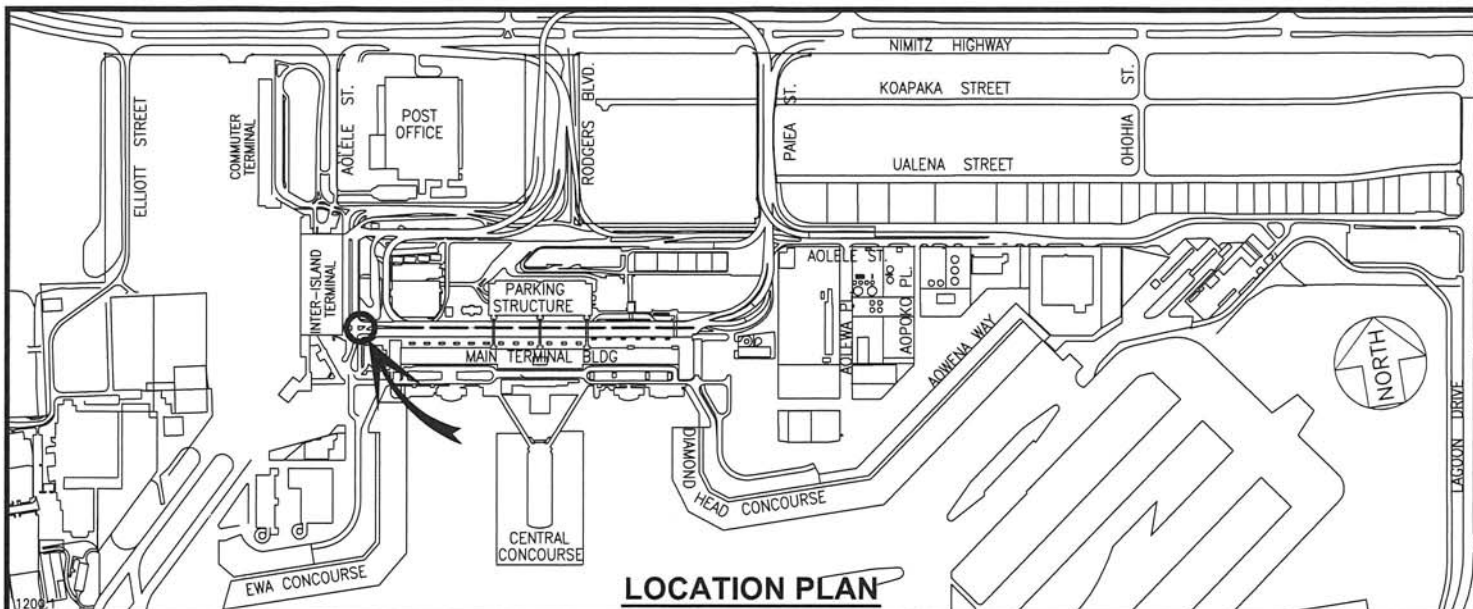 NIMITZ HIGHWAY
KOAPAKA STREET
UALENA STREET
ELLIOTT STREET
COMMUTER
TERMINAL
AOLELE ST.
POST
OFFICE
RODGERS BLVD.
PAIEA ST.
OHOHIA ST.
INTER-ISLAND
TERMINAL
PARKING
STRUCTURE
MAIN TERMINAL BLDG
AOLELE ST.
AOLEWA PL.
AOPOKO PL.
AOWENA WAY
NORTH
LAGOON DRIVE
DIAMOND
HEAD CONCOURSE
CENTRAL
CONCOURSE
EWA CONCOURSE
LOCATION PLAN